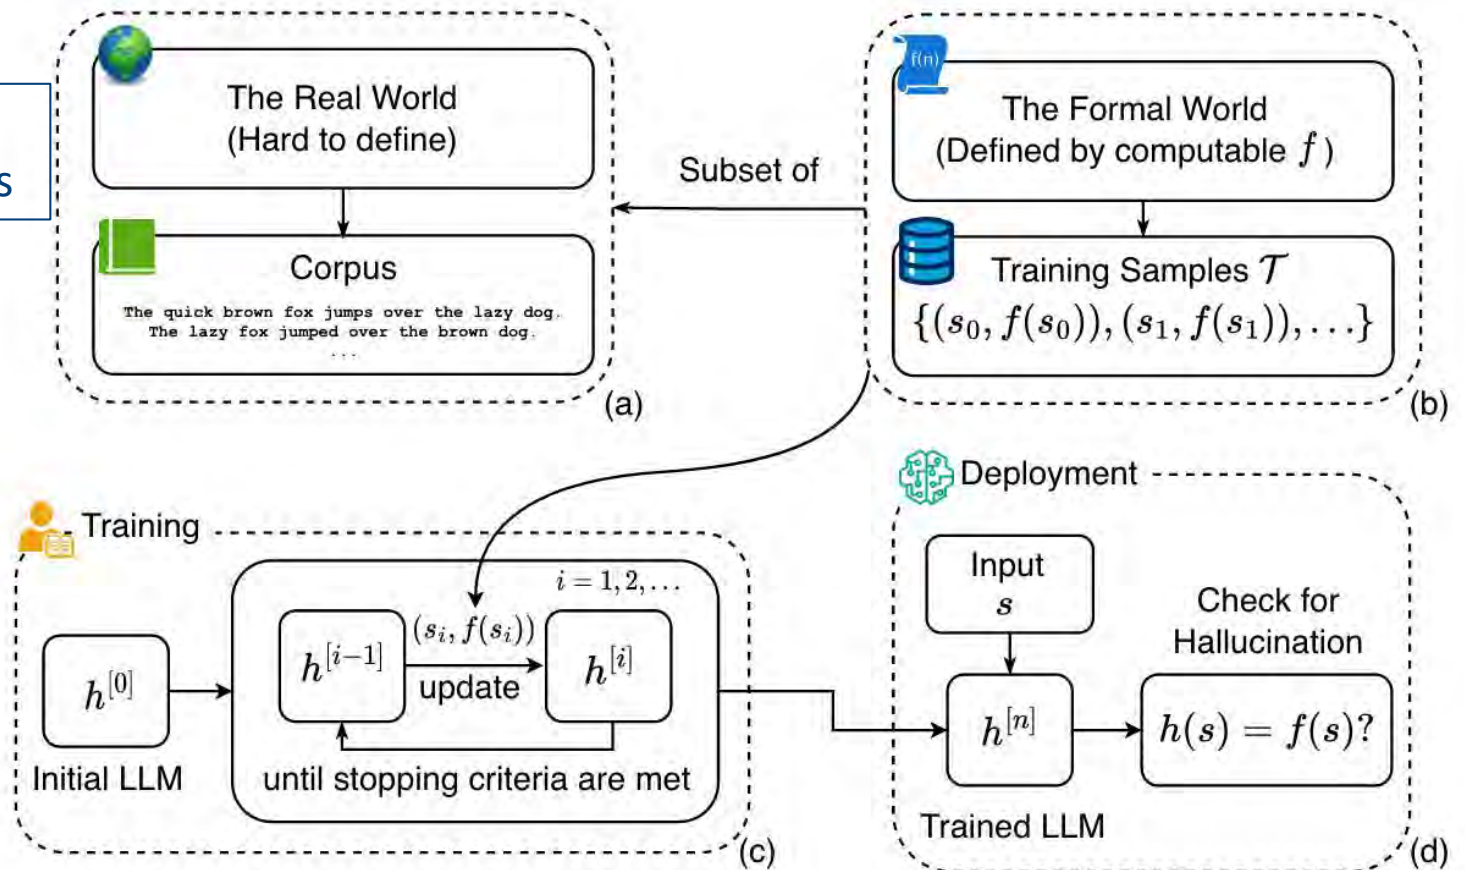 s
The Real World
(Hard to define)
Corpus
The quick brown fox jumps over the lazy dog.
The lazy fox jumped over the brown dog.
...
(a)
Subset of
f(n)
The Formal World
(Defined by computable f)
Training Samples 𝒯
{(s₀, f(s₀)), (s₁, f(s₁)), ...}
(b)
Training
h^[0]
Initial LLM
i = 1, 2, ...
h^[i−1]
(sᵢ, f(sᵢ))
update
h^[i]
until stopping criteria are met
(c)
Deployment
Input
s
h^[n]
Trained LLM
Check for
Hallucination
h(s) = f(s)?
(d)